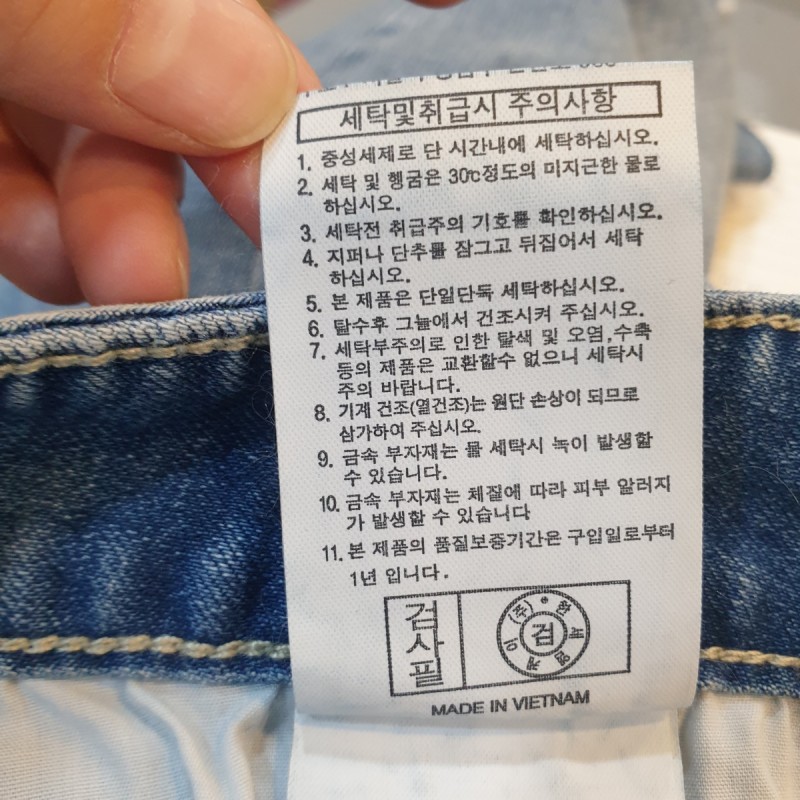 세탁및취급시 주의사항
1. 중성세제로 단 시간내에 세탁하십시오.
2. 세탁 및 헹굼은 30℃정도의 미지근한 물로
하십시오.
3. 세탁전 취급주의 기호를 확인하십시오.
4. 지퍼나 단추를 잠그고 뒤집어서 세탁
하십시오.
5. 본 제품은 단일단독 세탁하십시오.
6. 탈수후 그늘에서 건조시켜 주십시오.
7. 세탁부주의로 인한 탈색 및 오염,수축
등의 제품은 교환할수 없으니 세탁시
주의 바랍니다.
8. 기계 건조(열건조)는 원단 손상이 되므로
삼가하여 주십시오.
9. 금속 부자재는 물 세탁시 녹이 발생할
수 있습니다.
10. 금속 부자재는 체질에 따라 피부 알러지
가 발생할 수 있습니다
11. 본 제품의 품질보증기간은 구입일로부터
1년 입니다.
검사필
(주)한세엠케이
검
MADE IN VIETNAM